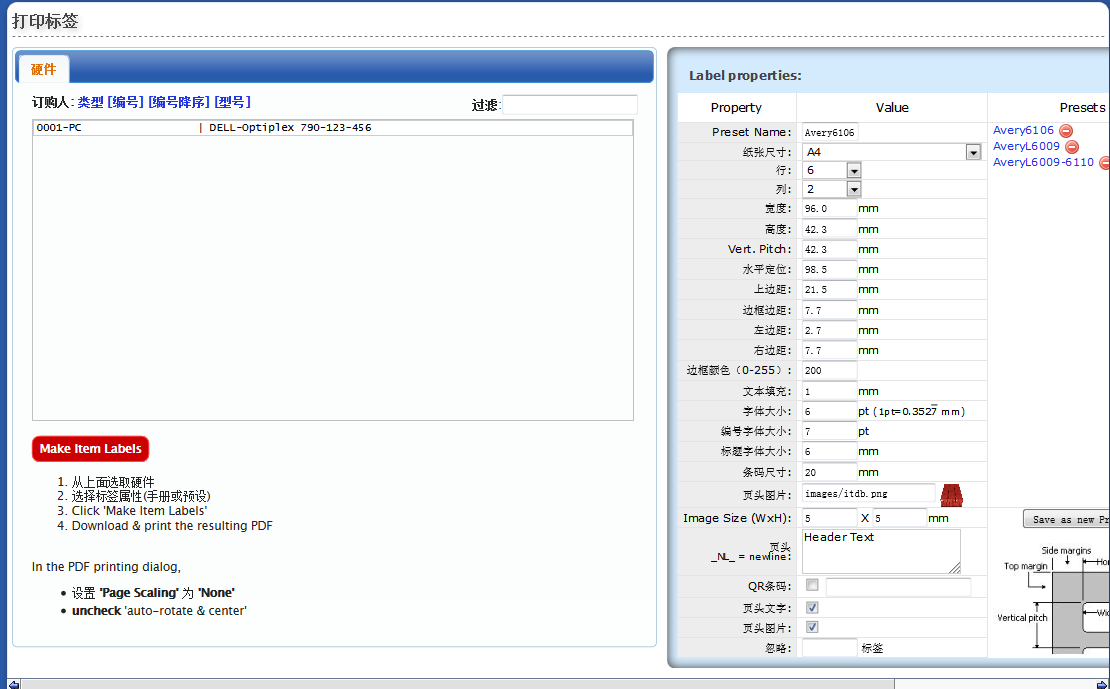 打印标签
硬件
订购人: 类型 [编号] [编号降序] [型号]
过滤:
0001-PC | DELL-Optiplex 790-123-456
Make Item Labels
1. 从上面选取硬件
2. 选择标签属性(手册或预设)
3. Click 'Make Item Labels'
4. Download & print the resulting PDF
In the PDF printing dialog,
• 设置 'Page Scaling' 为 'None'
• uncheck 'auto-rotate & center'
Label properties:
Property Value Presets
Preset Name: Avery6106
纸张尺寸: A4
行: 6
列: 2
宽度: 96.0 mm
高度: 42.3 mm
Vert. Pitch: 42.3 mm
水平定位: 98.5 mm
上边距: 21.5 mm
边框边距: 7.7 mm
左边距: 2.7 mm
右边距: 7.7 mm
边框颜色（0-255）: 200
文本填充: 1 mm
字体大小: 6 pt (1pt=0.3527 mm)
编号字体大小: 7 pt
标题字体大小: 6 mm
条码尺寸: 20 mm
页头图片: images/itdb.png
Image Size (WxH): 5 X 5 mm
页头
_NL_ = newline:
Header Text
QR条码:
页头文字:
页头图片:
忽略: 标签
Avery6106
AveryL6009
AveryL6009-6110
Save as new Pr
Side margins
Top margin
Hor
Vertical pitch
Wid